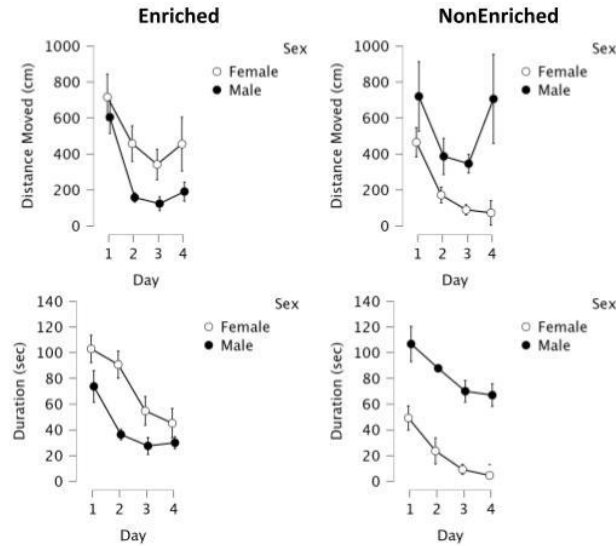 Enriched
NonEnriched
Distance Moved (cm)
1000
800
600
400
200
0
1 2 3 4
Day
Sex
Female
Male
Distance Moved (cm)
1000
800
600
400
200
0
1 2 3 4
Day
Sex
Female
Male
Duration (sec)
140
120
100
80
60
40
20
0
1 2 3 4
Day
Sex
Female
Male
Duration (sec)
140
120
100
80
60
40
20
0
1 2 3 4
Day
Sex
Female
Male